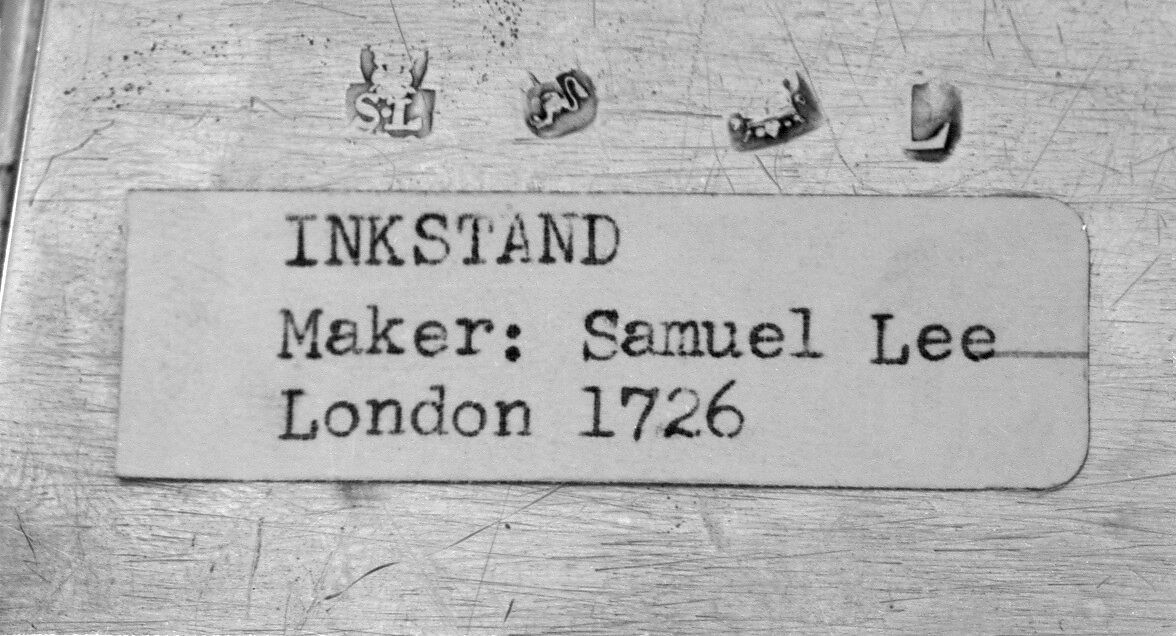 S·L L
INKSTAND
Maker: Samuel Lee
London 1726